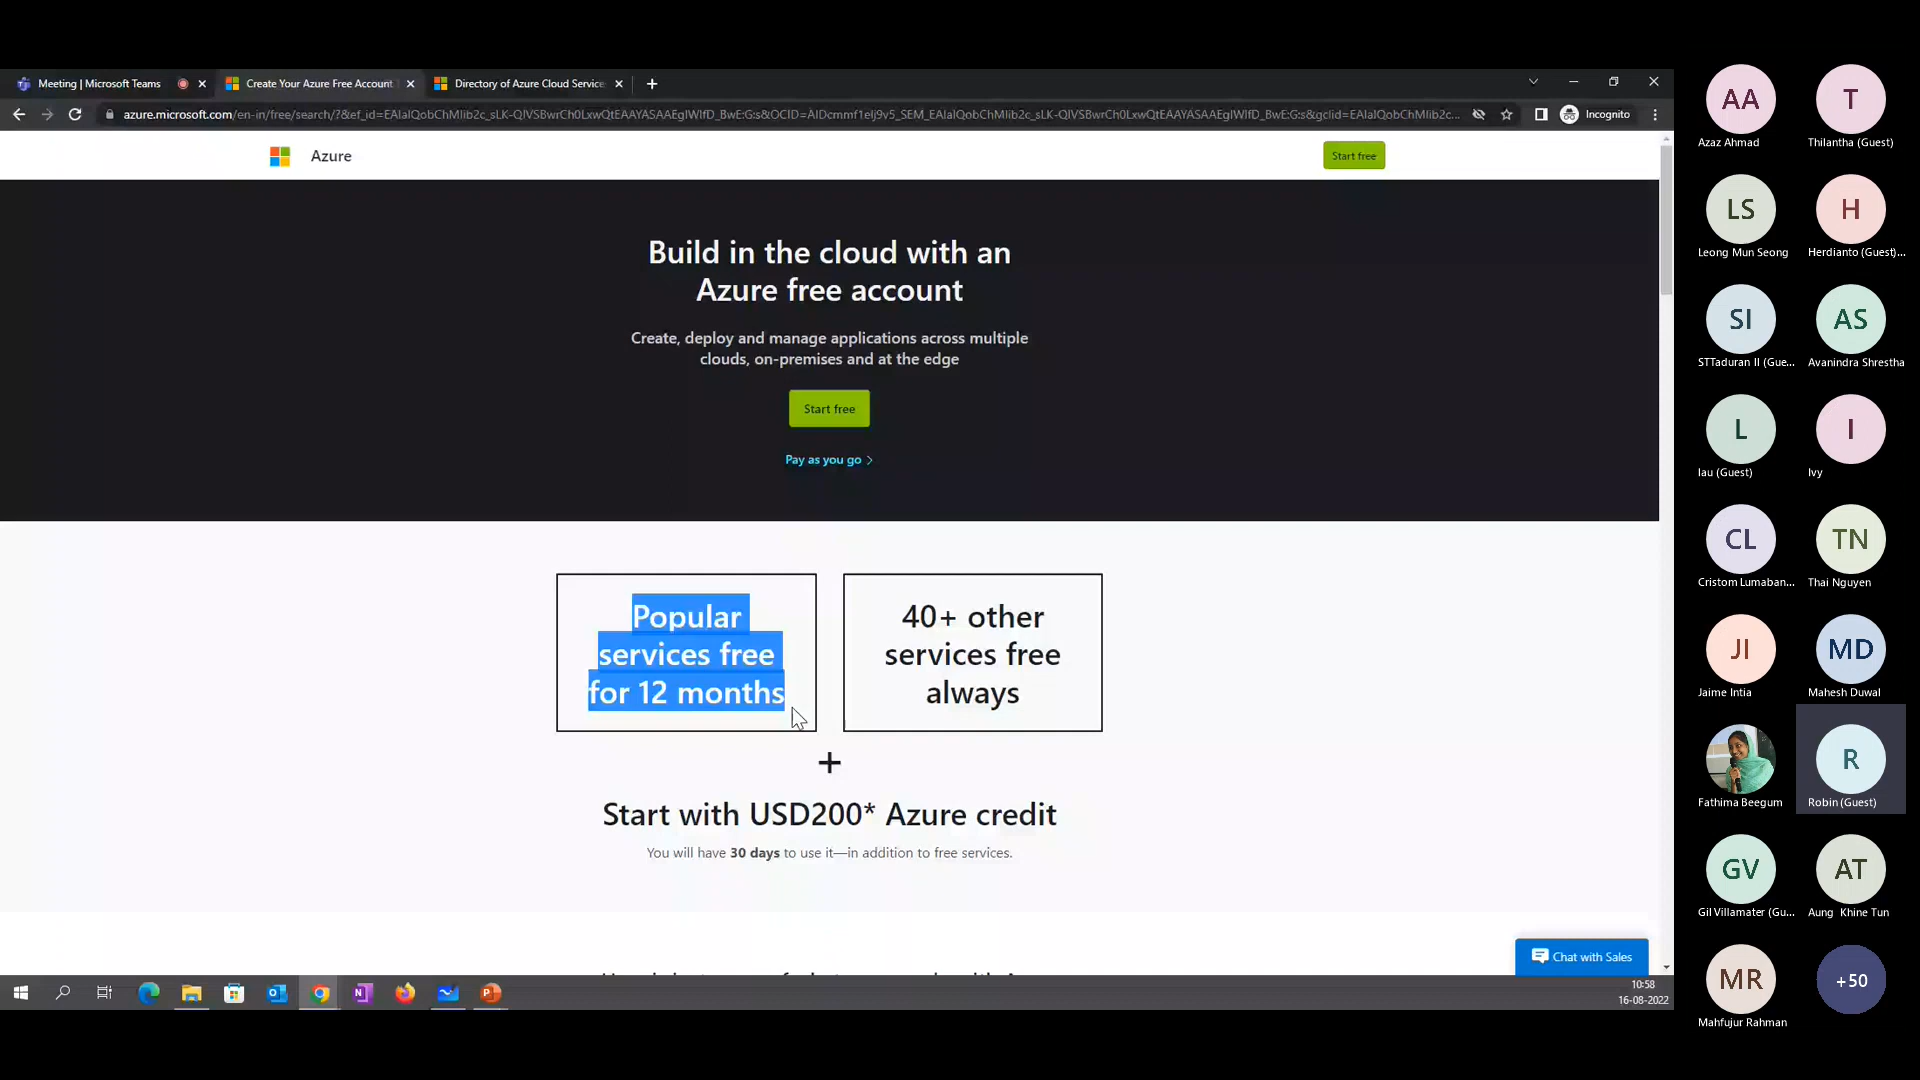 Meeting | Microsoft Teams
Create Your Azure Free Account
Directory of Azure Cloud Service
Incognito
Azure
Start free
Build in the cloud with an
Azure free account
Create, deploy and manage applications across multiple
clouds, on-premises and at the edge
Start free
Pay as you go >
Popular
services free
for 12 months
40+ other
services free
always
+
Start with USD200* Azure credit
You will have 30 days to use it—in addition to free services.
Chat with Sales
10:58
16-08-2022
AA
Azaz Ahmad
T
Thilantha (Guest)
LS
Leong Mun Seong
H
Herdianto (Guest)...
SI
STTaduran II (Gue...
AS
Avanindra Shrestha
L
lau (Guest)
I
Ivy
CL
Cristom Lumaban...
TN
Thai Nguyen
JI
Jaime Intia
MD
Mahesh Duwal
Fathima Beegum
R
Robin (Guest)
GV
Gil Villamater (Gu...
AT
Aung Khine Tun
MR
Mahfujur Rahman
+50